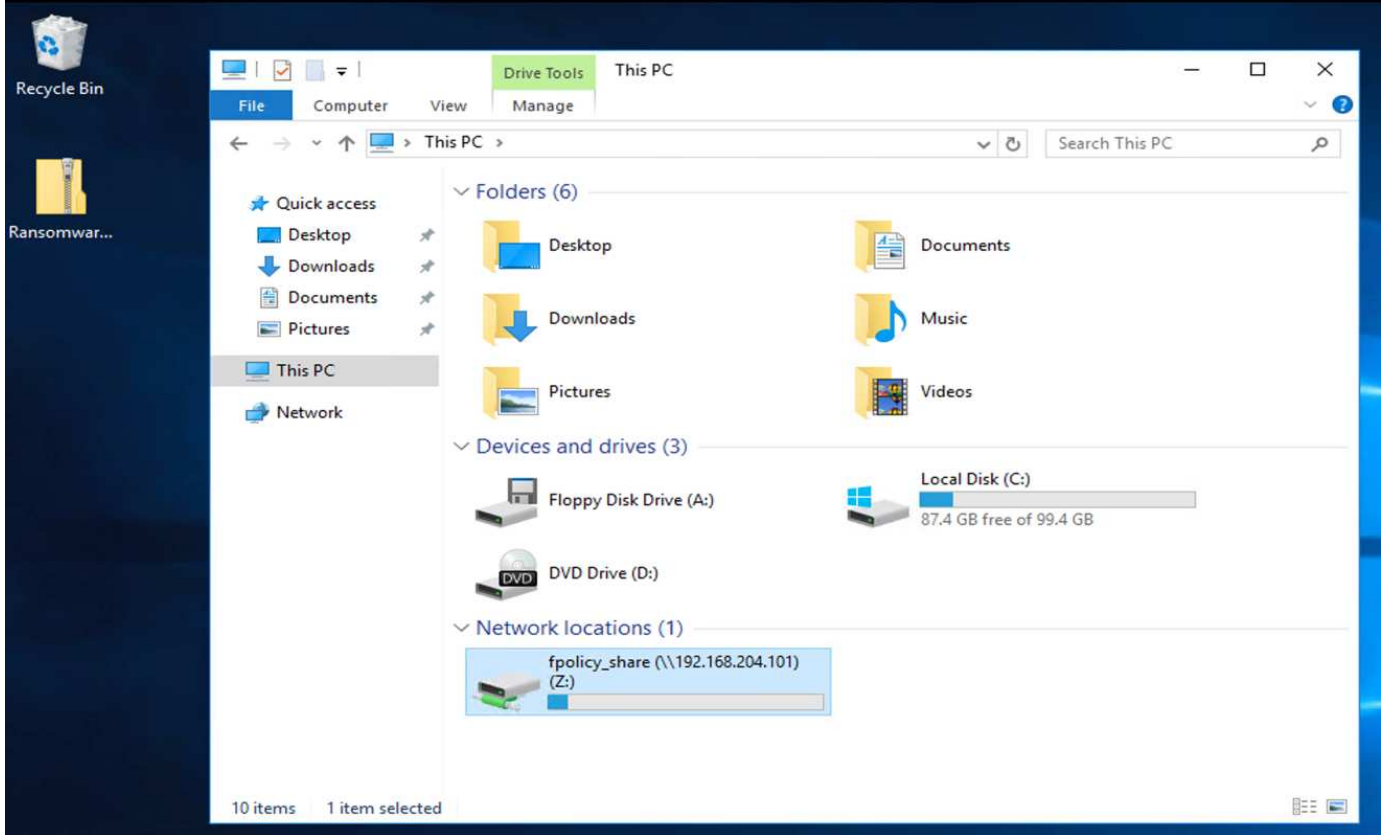 Recycle Bin
Ransomwar...
Drive Tools
This PC
File
Computer
View
Manage
This PC
Search This PC
Quick access
Desktop
Downloads
Documents
Pictures
This PC
Network
Folders (6)
Desktop
Documents
Downloads
Music
Pictures
Videos
Devices and drives (3)
Floppy Disk Drive (A:)
Local Disk (C:)
87.4 GB free of 99.4 GB
DVD
DVD Drive (D:)
Network locations (1)
fpolicy_share (\\192.168.204.101)
(Z:)
10 items
1 item selected